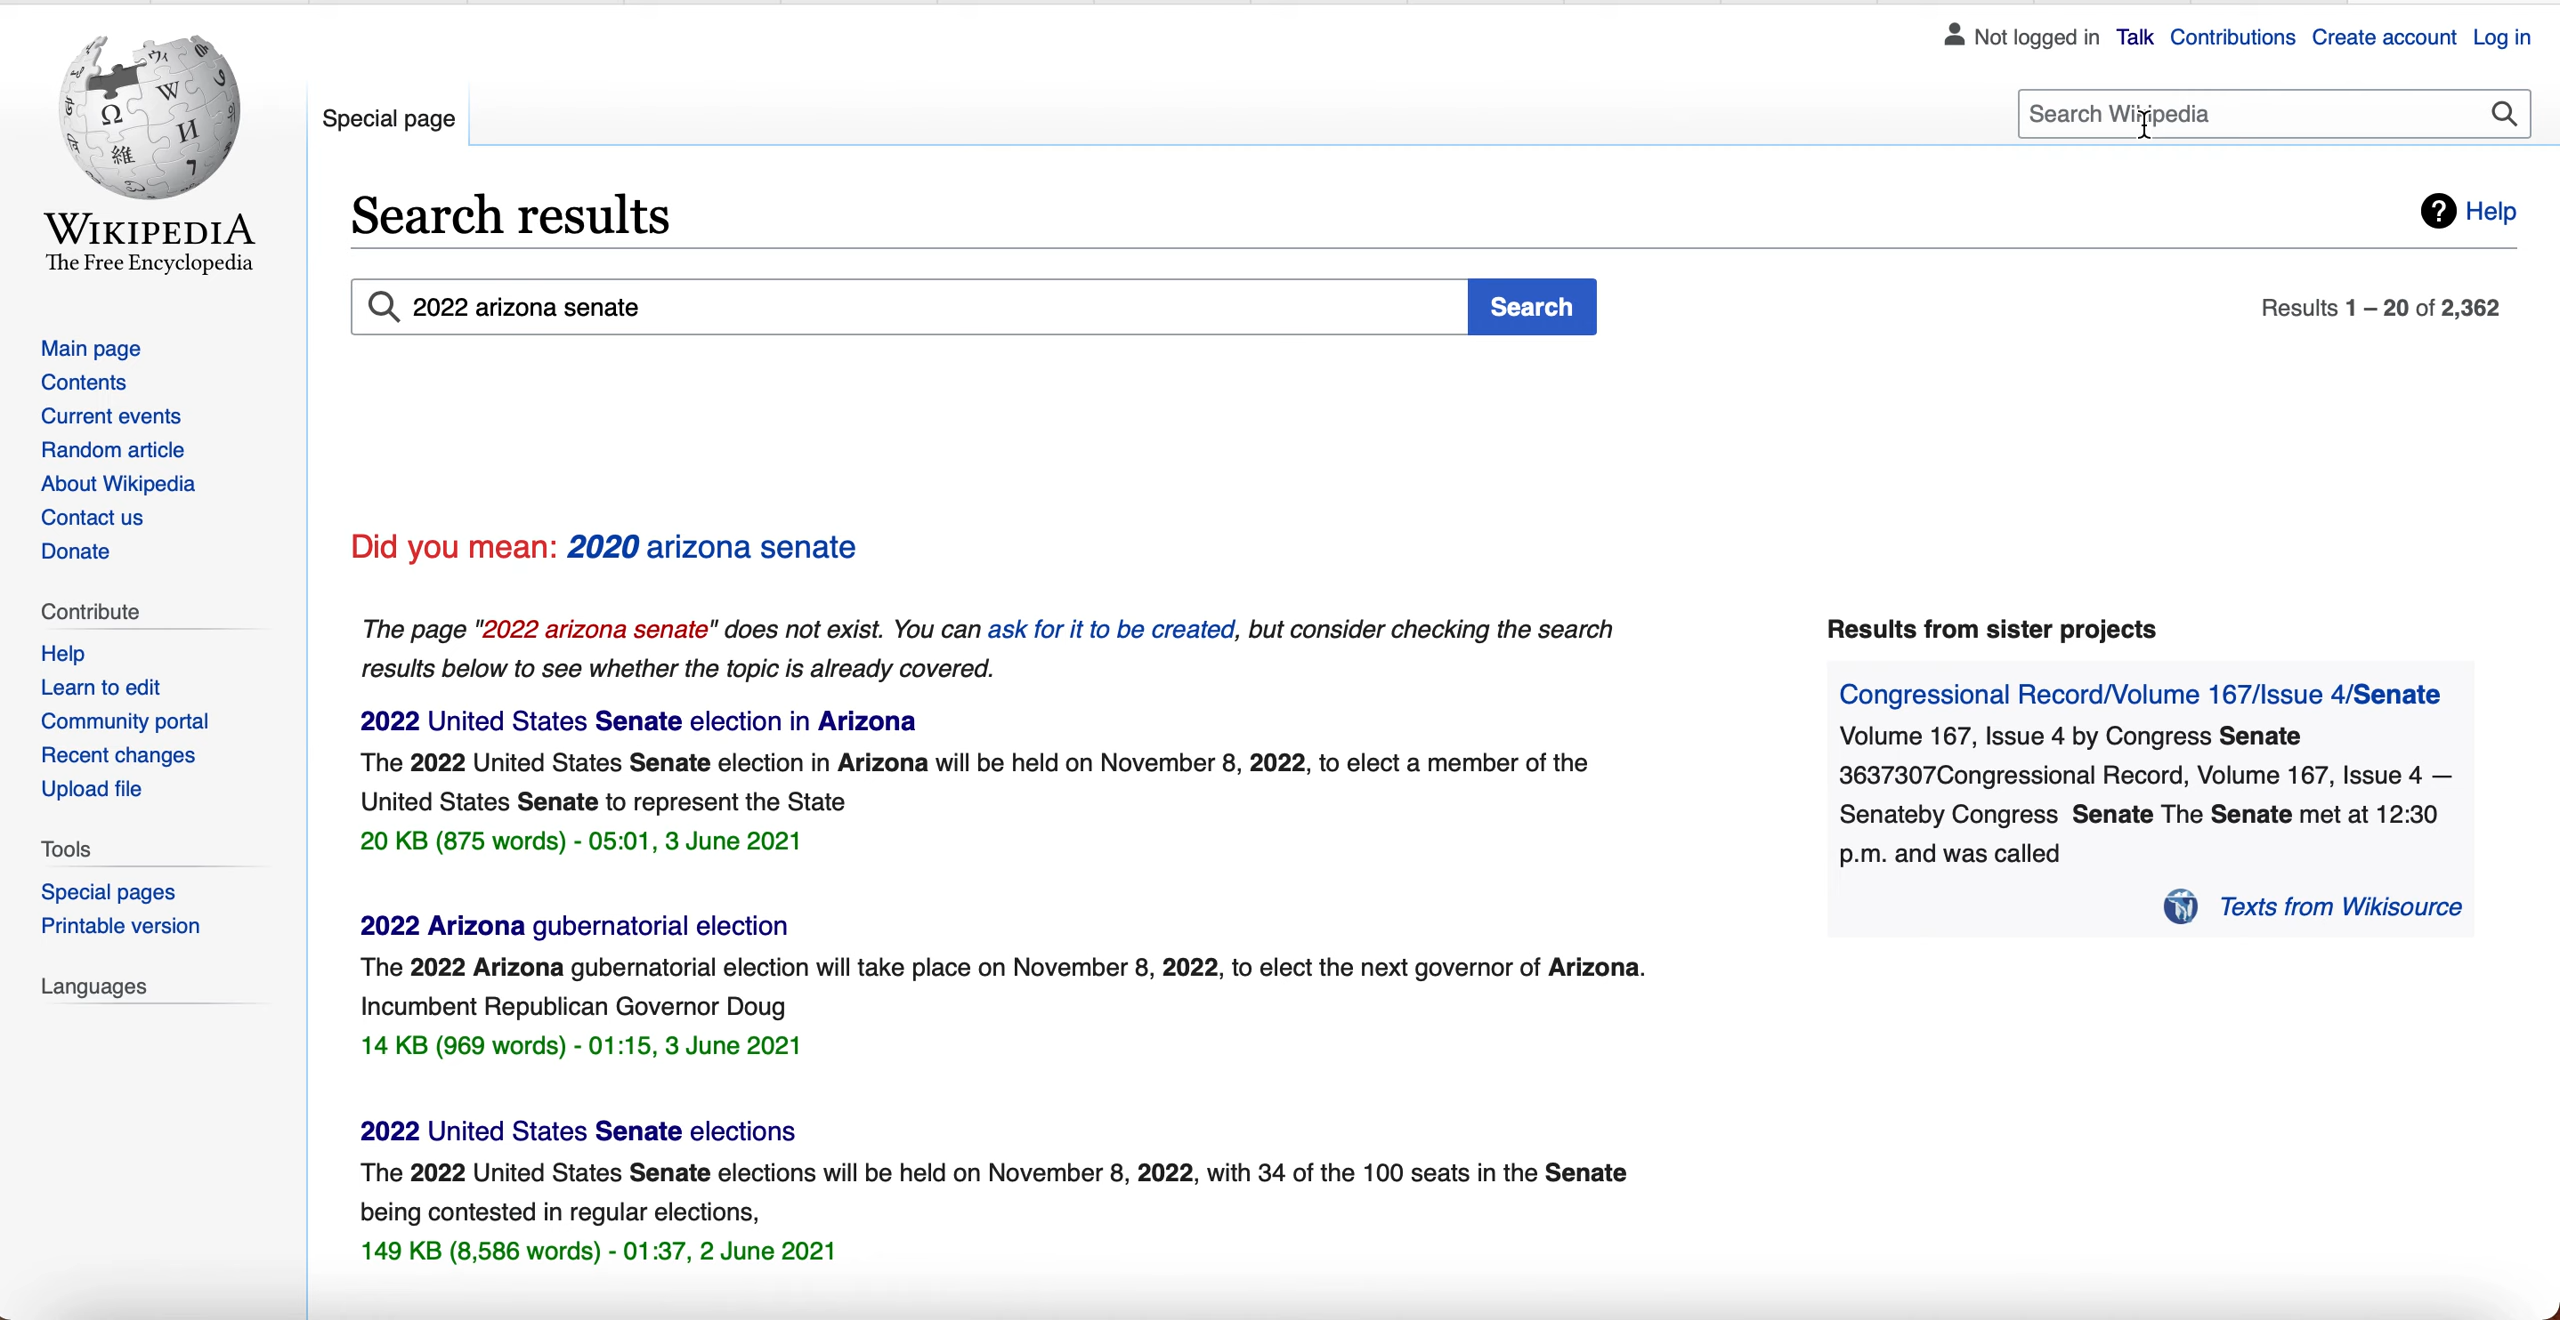 Not logged in Talk Contributions Create account Log in
Special page
Search Wikipedia
WIKIPEDIA
The Free Encyclopedia
Main page
Contents
Current events
Random article
About Wikipedia
Contact us
Donate
Contribute
Help
Learn to edit
Community portal
Recent changes
Upload file
Tools
Special pages
Printable version
Languages
Search results
Help
2022 arizona senate
Search
Results 1 – 20 of 2,362
Did you mean: 2020 arizona senate
The page "2022 arizona senate" does not exist. You can ask for it to be created, but consider checking the search
results below to see whether the topic is already covered.
2022 United States Senate election in Arizona
The 2022 United States Senate election in Arizona will be held on November 8, 2022, to elect a member of the
United States Senate to represent the State
20 KB (875 words) - 05:01, 3 June 2021
2022 Arizona gubernatorial election
The 2022 Arizona gubernatorial election will take place on November 8, 2022, to elect the next governor of Arizona.
Incumbent Republican Governor Doug
14 KB (969 words) - 01:15, 3 June 2021
2022 United States Senate elections
The 2022 United States Senate elections will be held on November 8, 2022, with 34 of the 100 seats in the Senate
being contested in regular elections,
149 KB (8,586 words) - 01:37, 2 June 2021
Results from sister projects
Congressional Record/Volume 167/Issue 4/Senate
Volume 167, Issue 4 by Congress Senate
3637307Congressional Record, Volume 167, Issue 4 —
Senateby Congress Senate The Senate met at 12:30
p.m. and was called
Texts from Wikisource